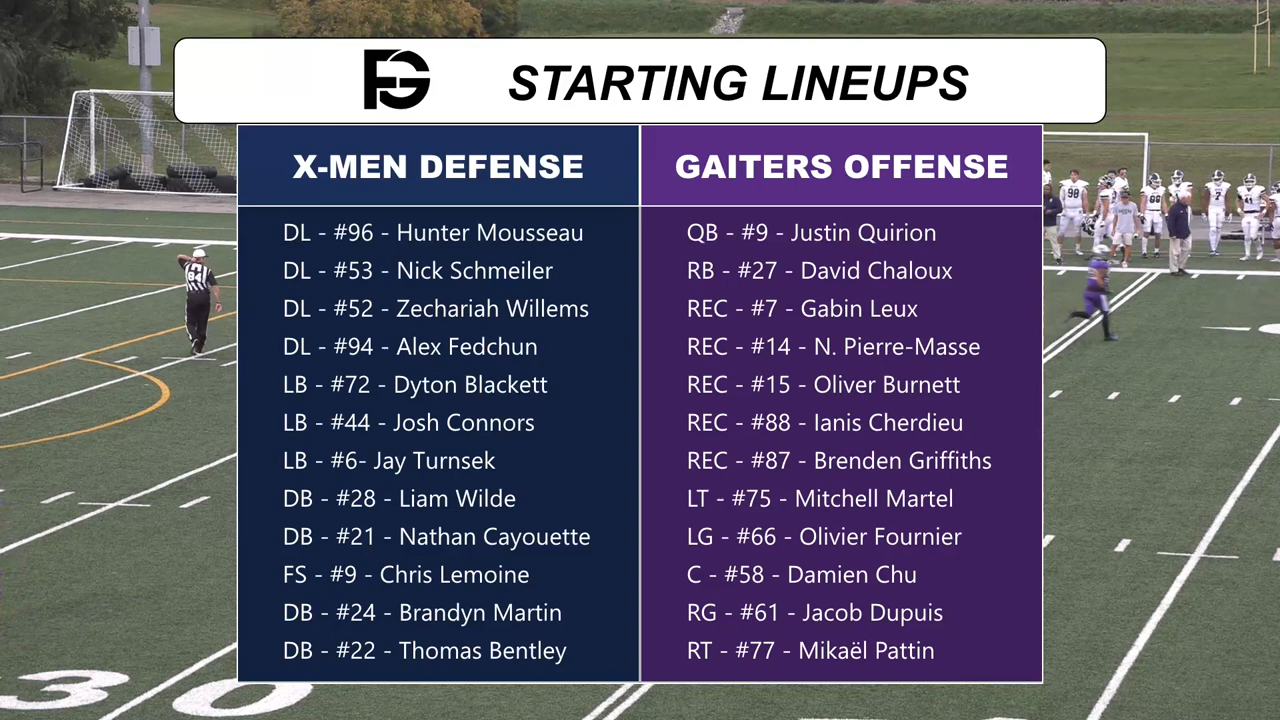 FG STARTING LINEUPS
X-MEN DEFENSE
DL - #96 - Hunter Mousseau
DL - #53 - Nick Schmeiler
DL - #52 - Zechariah Willems
DL - #94 - Alex Fedchun
LB - #72 - Dyton Blackett
LB - #44 - Josh Connors
LB - #6- Jay Turnsek
DB - #28 - Liam Wilde
DB - #21 - Nathan Cayouette
FS - #9 - Chris Lemoine
DB - #24 - Brandyn Martin
DB - #22 - Thomas Bentley
GAITERS OFFENSE
QB - #9 - Justin Quirion
RB - #27 - David Chaloux
REC - #7 - Gabin Leux
REC - #14 - N. Pierre-Masse
REC - #15 - Oliver Burnett
REC - #88 - Ianis Cherdieu
REC - #87 - Brenden Griffiths
LT - #75 - Mitchell Martel
LG - #66 - Olivier Fournier
C - #58 - Damien Chu
RG - #61 - Jacob Dupuis
RT - #77 - Mikaël Pattin
98
7
41
30